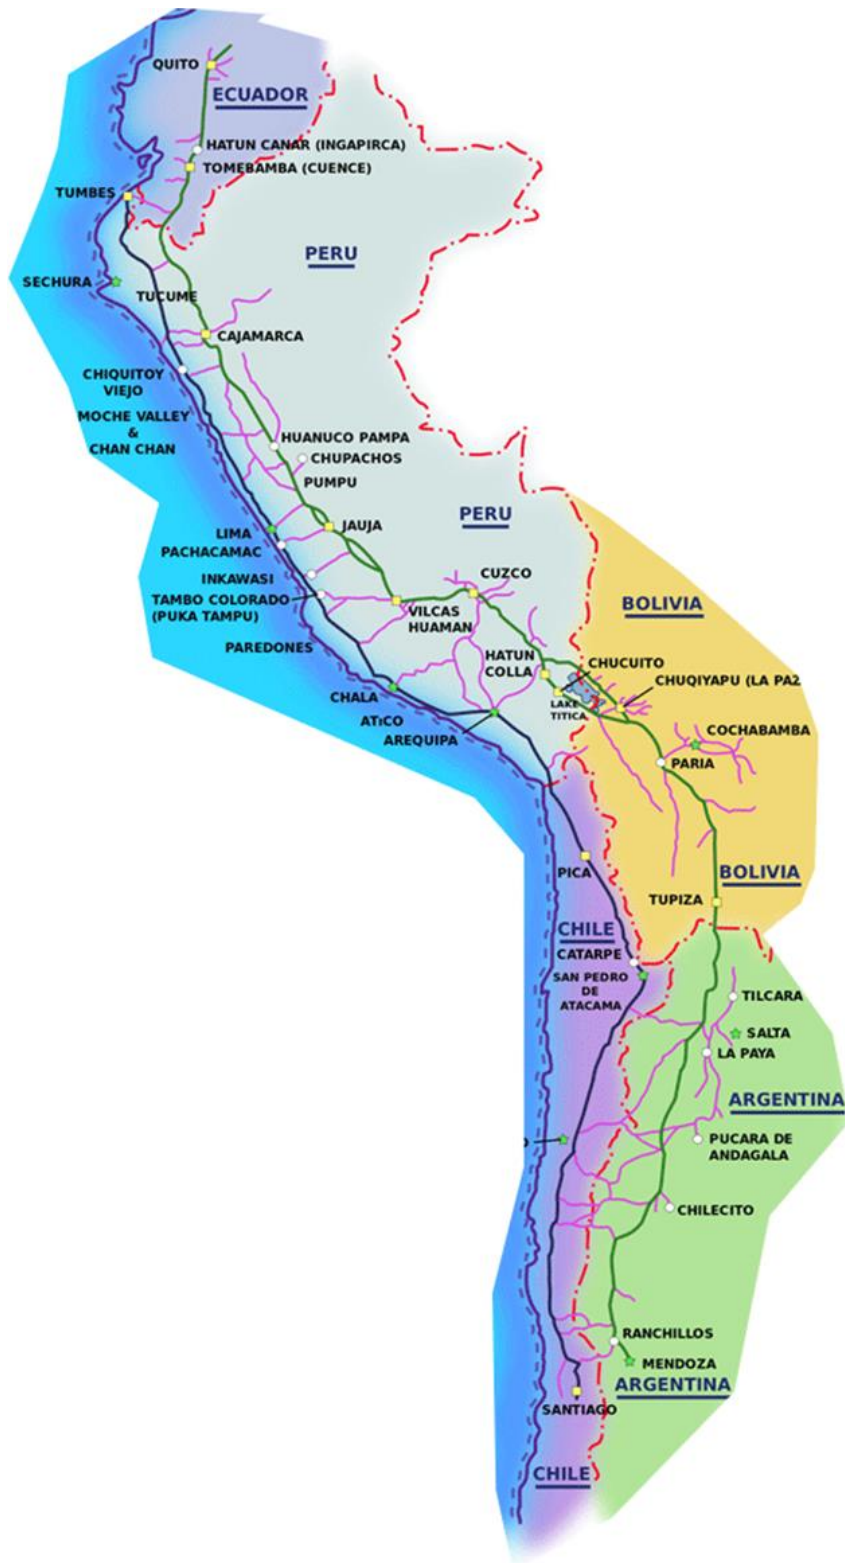 QUITO
ECUADOR
HATUN CANAR (INGAPIRCA)
TOMEBAMBA (CUENCE)
TUMBES
PERU
SECHURA
TUCUME
CAJAMARCA
CHIQUITOY
VIEJO
MOCHE VALLEY
&
CHAN CHAN
HUANUCO PAMPA
CHUPACHOS
PUMPU
PERU
JAUJA
LIMA
PACHACAMAC
CUZCO
INKAWASI
TAMBO COLORADO
(PUKA TAMPU)
VILCAS
HUAMAN
BOLIVIA
PAREDONES
HATUN
COLLA
CHUCUITO
CHUQIYAPU (LA PA2
CHALA
LAKE
TITICA
ATICO
AREQUIPA
COCHABAMBA
PARIA
PICA
BOLIVIA
TUPIZA
CHILE
CATARPE
SAN PEDRO
DE
ATACAMA
TILCARA
SALTA
LA PAYA
ARGENTINA
PUCARA DE
ANDAGALA
CHILECITO
RANCHILLOS
MENDOZA
ARGENTINA
SANTIAGO
CHILE